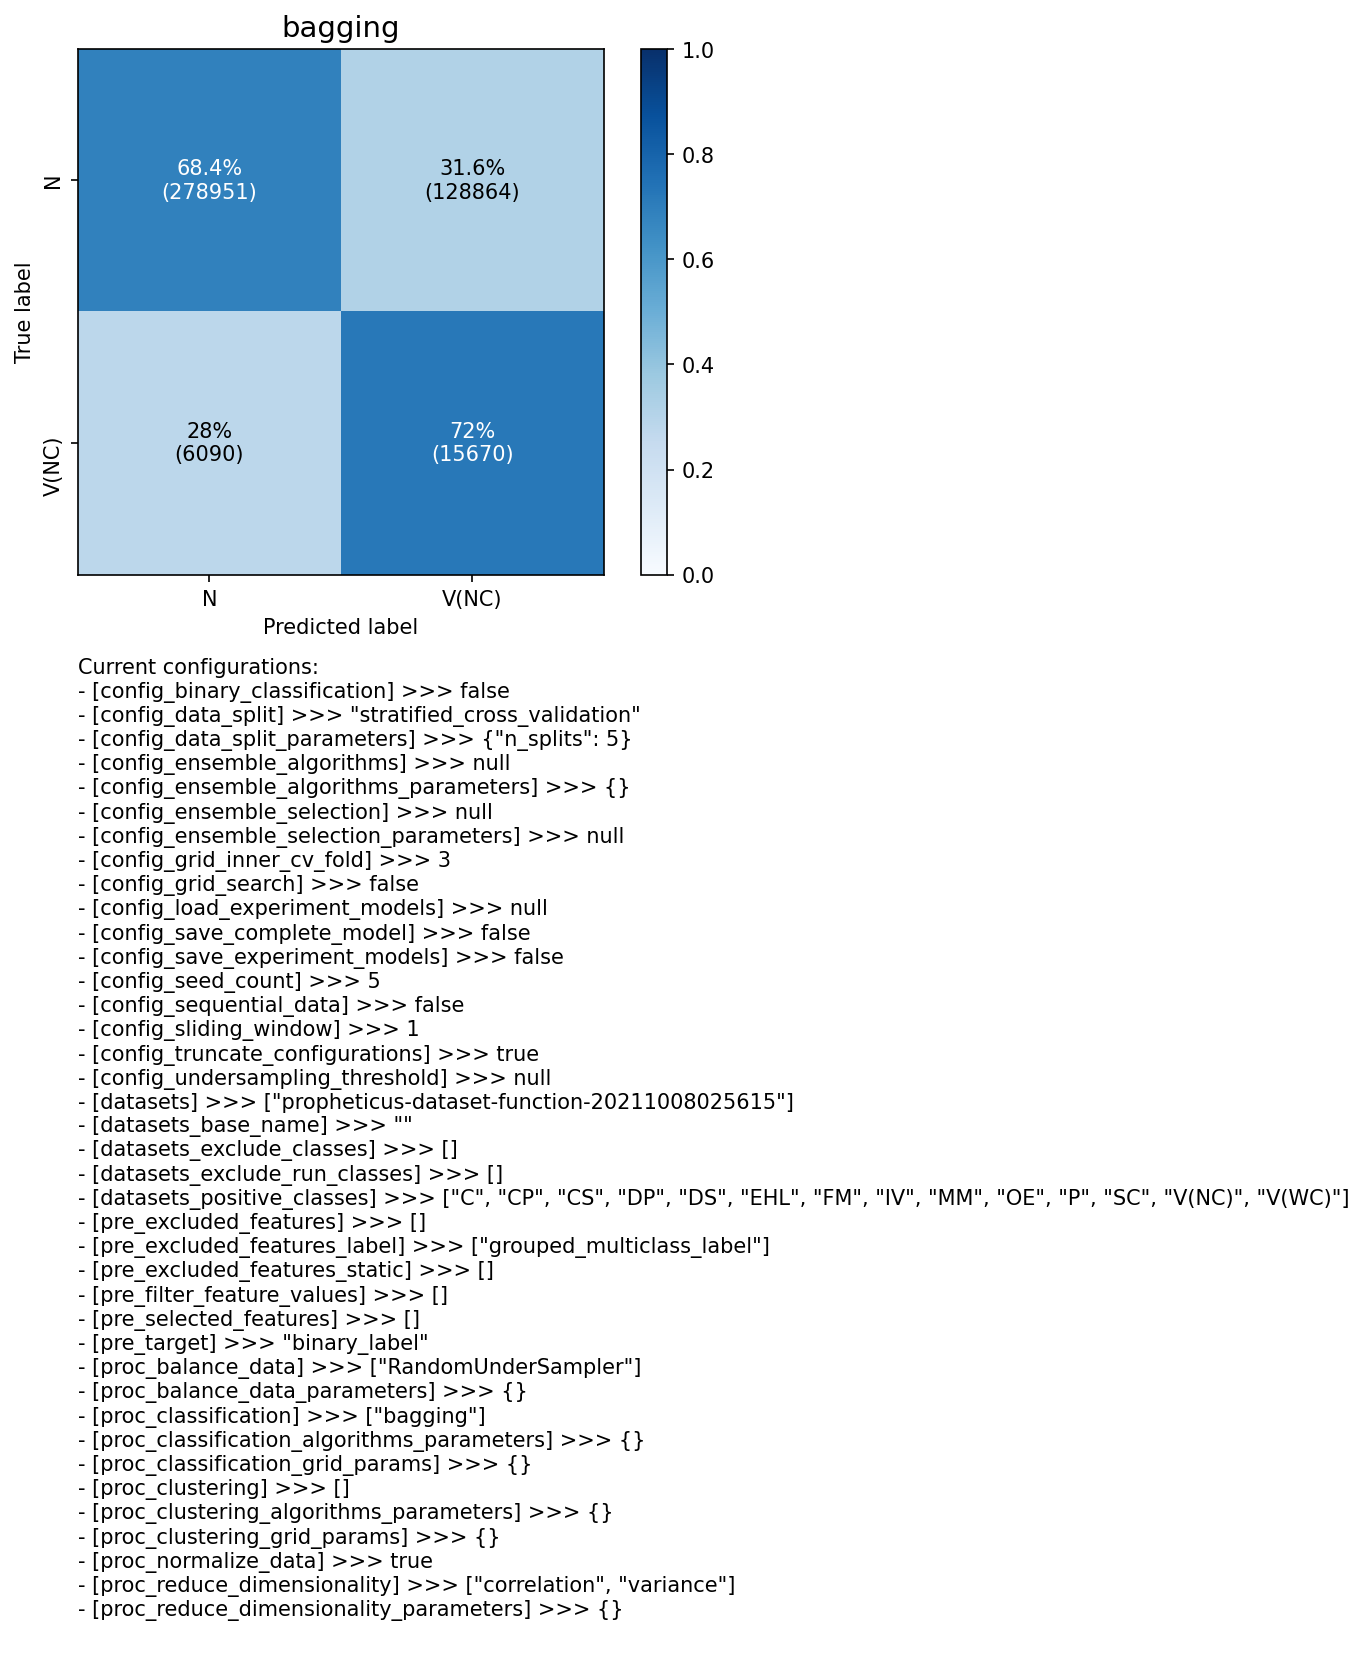 bagging
1.0
0.8
0.6
0.4
0.2
0.0
True label
N
V(NC)
68.4%
(278951)
31.6%
(128864)
28%
(6090)
72%
(15670)
N
V(NC)
Predicted label
Current configurations:
- [config_binary_classification] >>> false
- [config_data_split] >>> "stratified_cross_validation"
- [config_data_split_parameters] >>> {"n_splits": 5}
- [config_ensemble_algorithms] >>> null
- [config_ensemble_algorithms_parameters] >>> {}
- [config_ensemble_selection] >>> null
- [config_ensemble_selection_parameters] >>> null
- [config_grid_inner_cv_fold] >>> 3
- [config_grid_search] >>> false
- [config_load_experiment_models] >>> null
- [config_save_complete_model] >>> false
- [config_save_experiment_models] >>> false
- [config_seed_count] >>> 5
- [config_sequential_data] >>> false
- [config_sliding_window] >>> 1
- [config_truncate_configurations] >>> true
- [config_undersampling_threshold] >>> null
- [datasets] >>> ["propheticus-dataset-function-20211008025615"]
- [datasets_base_name] >>> ""
- [datasets_exclude_classes] >>> []
- [datasets_exclude_run_classes] >>> []
- [datasets_positive_classes] >>> ["C", "CP", "CS", "DP", "DS", "EHL", "FM", "IV", "MM", "OE", "P", "SC", "V(NC)", "V(WC)"]
- [pre_excluded_features] >>> []
- [pre_excluded_features_label] >>> ["grouped_multiclass_label"]
- [pre_excluded_features_static] >>> []
- [pre_filter_feature_values] >>> []
- [pre_selected_features] >>> []
- [pre_target] >>> "binary_label"
- [proc_balance_data] >>> ["RandomUnderSampler"]
- [proc_balance_data_parameters] >>> {}
- [proc_classification] >>> ["bagging"]
- [proc_classification_algorithms_parameters] >>> {}
- [proc_classification_grid_params] >>> {}
- [proc_clustering] >>> []
- [proc_clustering_algorithms_parameters] >>> {}
- [proc_clustering_grid_params] >>> {}
- [proc_normalize_data] >>> true
- [proc_reduce_dimensionality] >>> ["correlation", "variance"]
- [proc_reduce_dimensionality_parameters] >>> {}